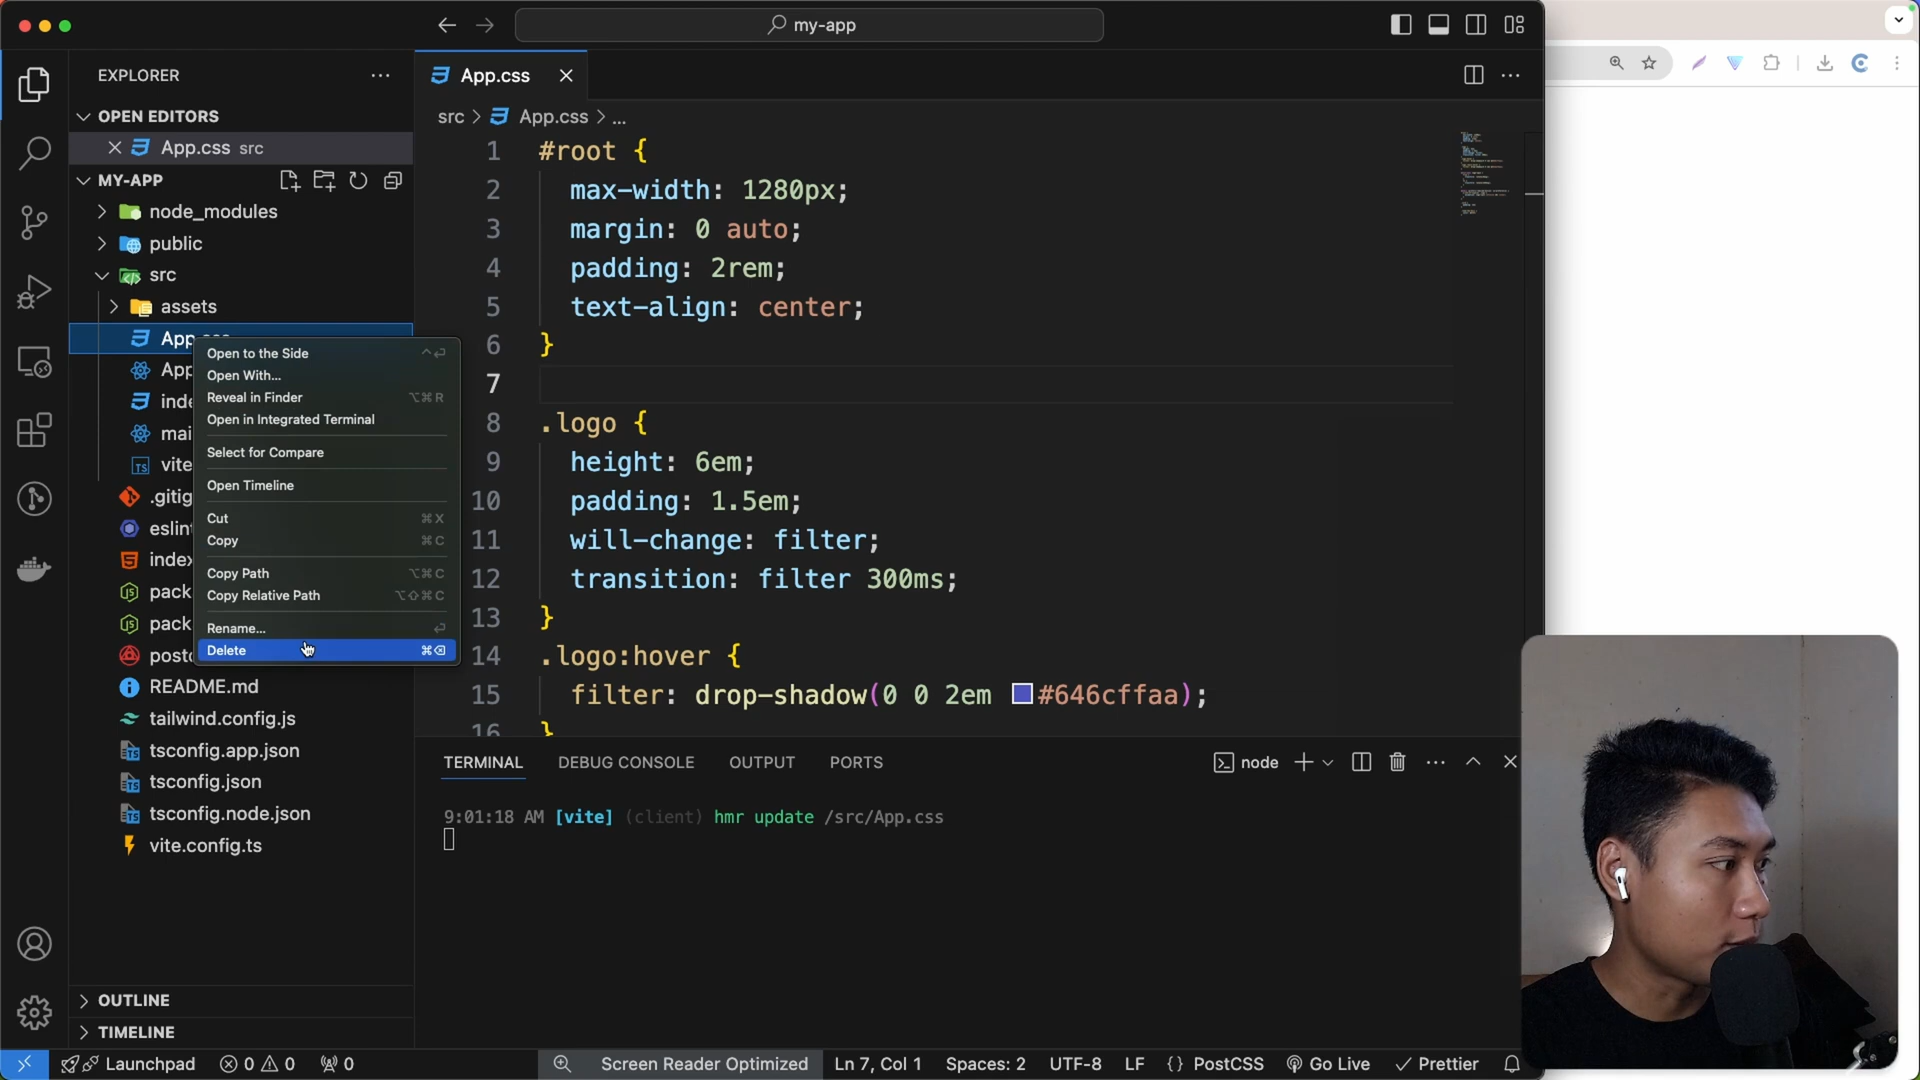 my-app
EXPLORER
App.css
OPEN EDITORS
App.css src
src > App.css > ...
MY-APP
node_modules
public
src
assets
App.css
App
inde
mai
vite
.gitig
eslint
index
pack
pack
postc
README.md
tailwind.config.js
tsconfig.app.json
tsconfig.json
tsconfig.node.json
vite.config.ts
OUTLINE
TIMELINE
Open to the Side ^⏎
Open With...
Reveal in Finder ⌥⌘R
Open in Integrated Terminal
Select for Compare
Open Timeline
Cut ⌘X
Copy ⌘C
Copy Path ⌥⌘C
Copy Relative Path ⌥⇧⌘C
Rename... ⏎
Delete ⌘⌫
1 #root {
2 max-width: 1280px;
3 margin: 0 auto;
4 padding: 2rem;
5 text-align: center;
6 }
7
8 .logo {
9 height: 6em;
10 padding: 1.5em;
11 will-change: filter;
12 transition: filter 300ms;
13 }
14 .logo:hover {
15 filter: drop-shadow(0 0 2em #646cffaa);
16 }
TERMINAL DEBUG CONSOLE OUTPUT PORTS node
9:01:18 AM [vite] (client) hmr update /src/App.css
Launchpad 0 0 0 Screen Reader Optimized Ln 7, Col 1 Spaces: 2 UTF-8 LF {} PostCSS Go Live Prettier